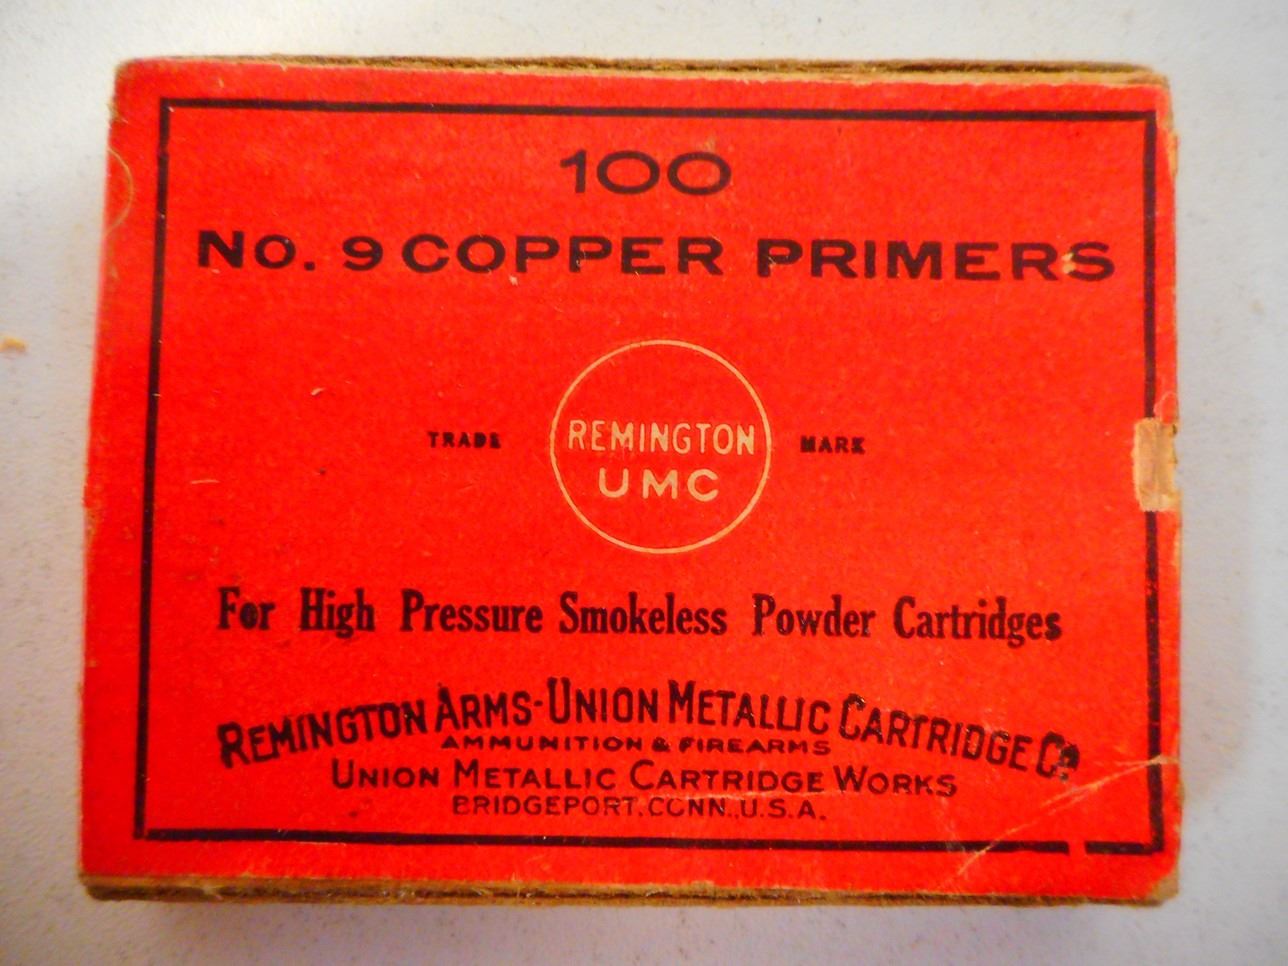 100
No. 9 COPPER PRIMERS
TRADE REMINGTON MARK
UMC
For High Pressure Smokeless Powder Cartridges
REMINGTON ARMS-UNION METALLIC CARTRIDGE Co
AMMUNITION & FIREARMS
UNION METALLIC CARTRIDGE WORKS
BRIDGEPORT, CONN., U.S.A.